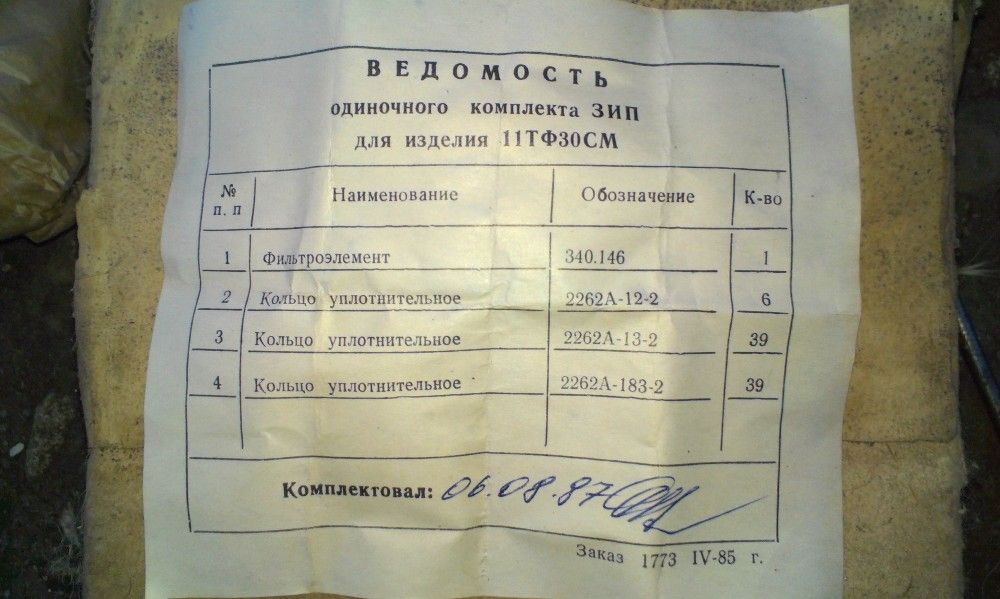 ВЕДОМОСТЬ
одиночного комплекта ЗИП
для изделия 11ТФ30СМ
№ п. п Наименование Обозначение К-во
1 Фильтроэлемент 340.146 1
2 Кольцо уплотнительное 2262А-12-2 6
3 Кольцо уплотнительное 2262А-13-2 39
4 Кольцо уплотнительное 2262А-183-2 39
Комплектовал: 06.08.87
Заказ 1773 IV-85 г.